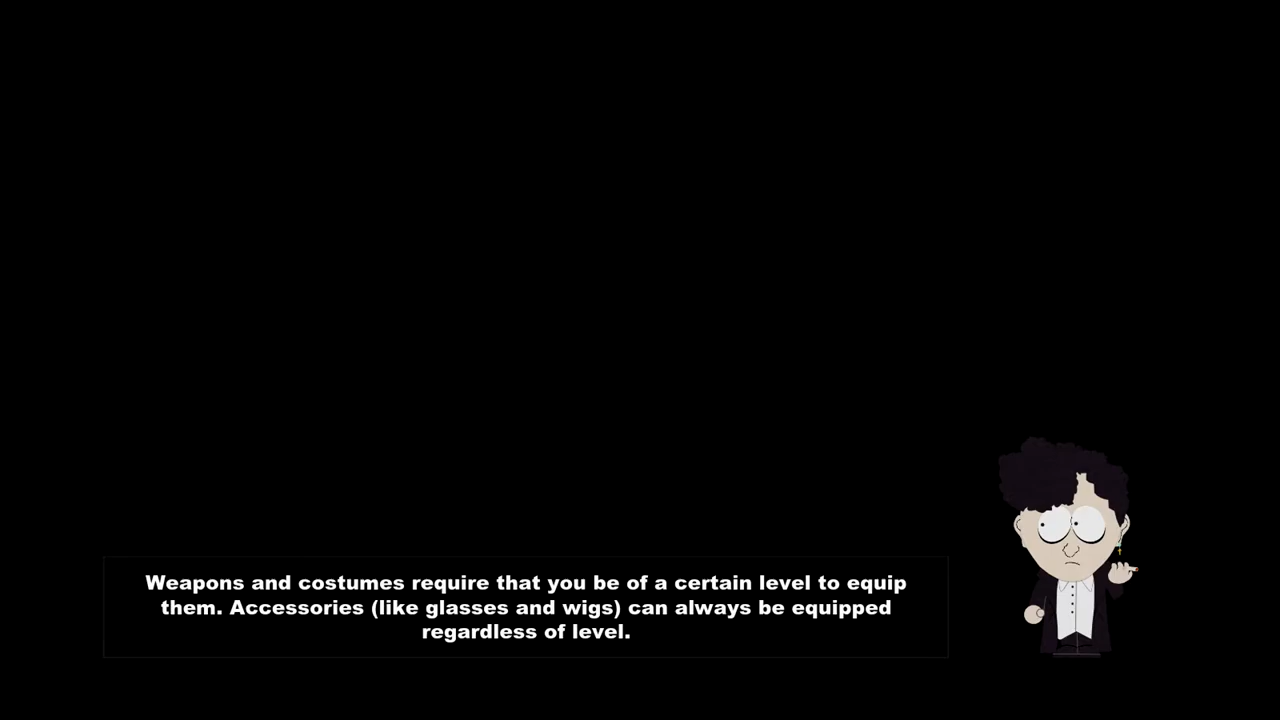 Weapons and costumes require that you be of a certain level to equip
them. Accessories (like glasses and wigs) can always be equipped
regardless of level.